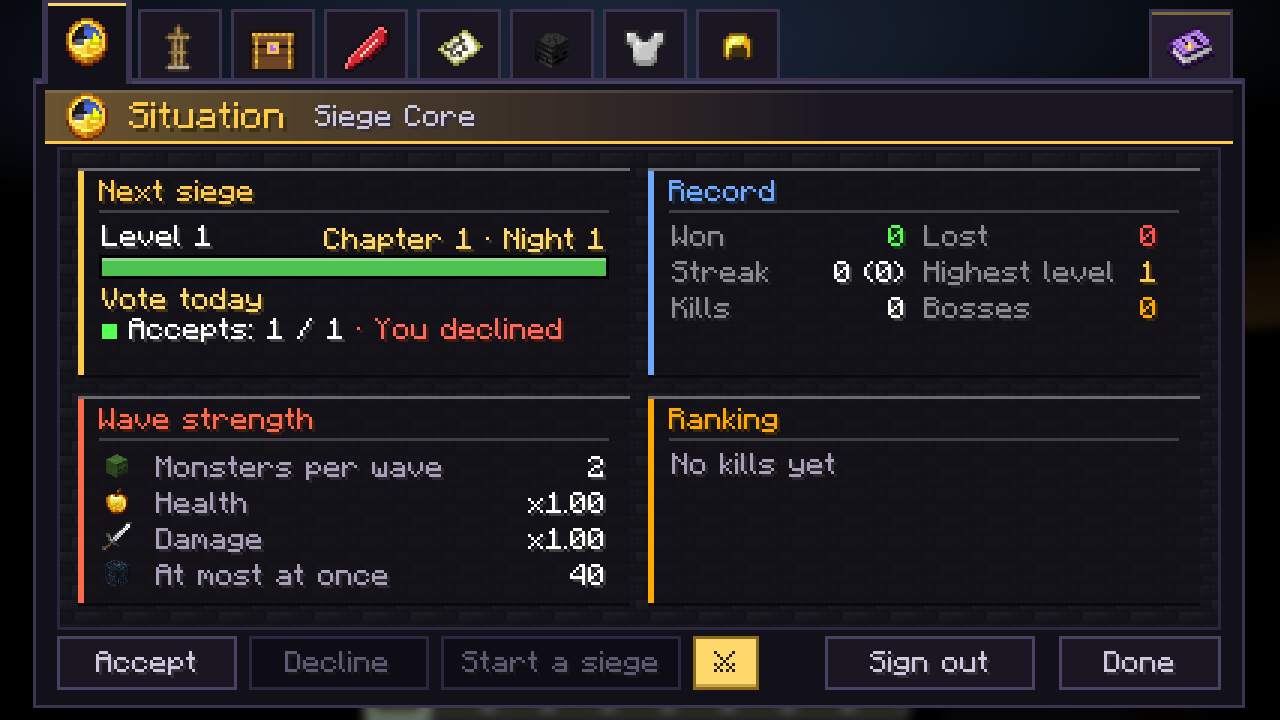 Situation Siege Core
Next siege
Level 1 Chapter 1 · Night 1
Vote today
Accepts: 1 / 1 · You declined
Record
Won 0 Lost 0
Streak 0 (0) Highest level 1
Kills 0 Bosses 0
Wave strength
Monsters per wave 2
Health x1.00
Damage x1.00
At most at once 40
Ranking
No kills yet
Accept Decline Start a siege Sign out Done